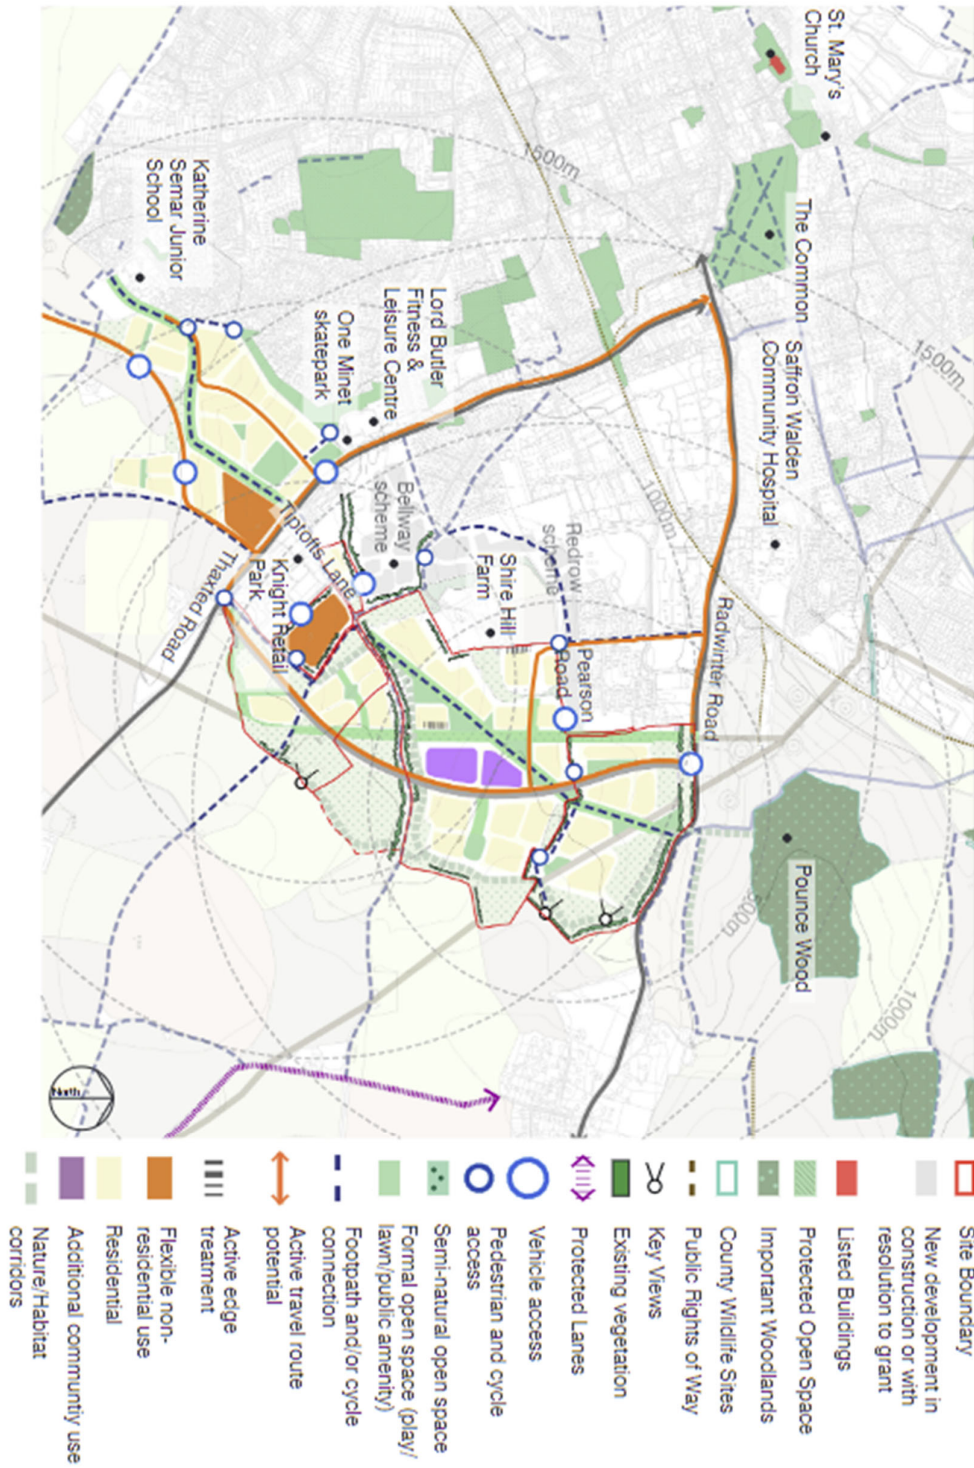 St. Mary's
Church
The Common
Saffron Walden
Community Hospital
Radwinter Road
Pounce Wood
1500m
1000m
500m
1000m
500m
Redrow
scheme
Pearson
Road
Shire Hill
Farm
Lord Butler
Fitness &
Leisure Centre
Bellway
scheme
One Minet
skatepark
Tiptofts Lane
Knight Retail
Park
Thaxted Road
Katherine
Semar Junior
School
North
Site Boundary
New development in
construction or with
resolution to grant
Listed Buildings
Protected Open Space
Important Woodlands
County Wildlife Sites
Public Rights of Way
Key Views
Existing vegetation
Protected Lanes
Vehicle access
Pedestrian and cycle
access
Semi-natural open space
Formal open space (play/
lawn/public amenity)
Footpath and/or cycle
connection
Active travel route
potential
Active edge
treatment
Flexible non-
residential use
Residential
Additional communtiy use
Nature/Habitat
corridors